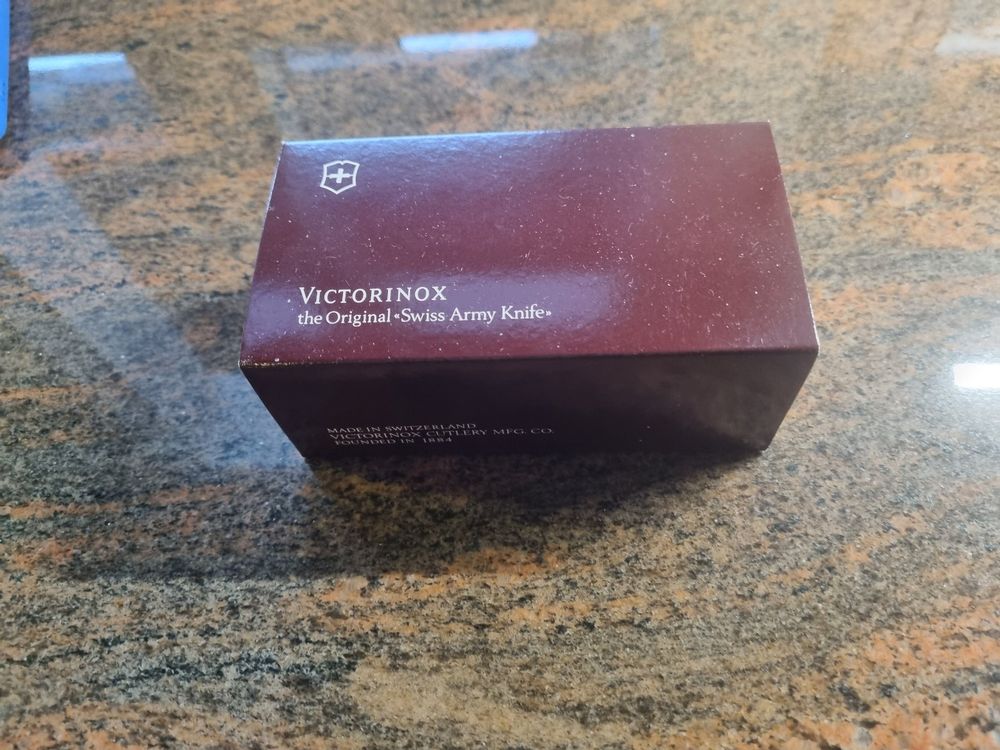 VICTORINOX
the Original «Swiss Army Knife»
MADE IN SWITZERLAND
VICTORINOX CUTLERY MFG. CO.
FOUNDED IN 1884